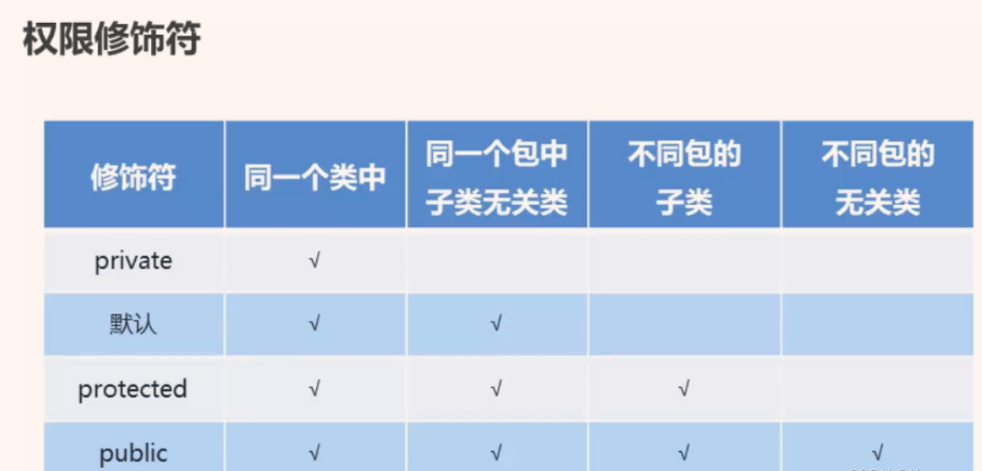 权限修饰符
修饰符 同一个类中 同一个包中 不同包的 不同包的
子类无关类 子类 无关类
private √
默认 √ √
protected √ √ √
public √ √ √ √